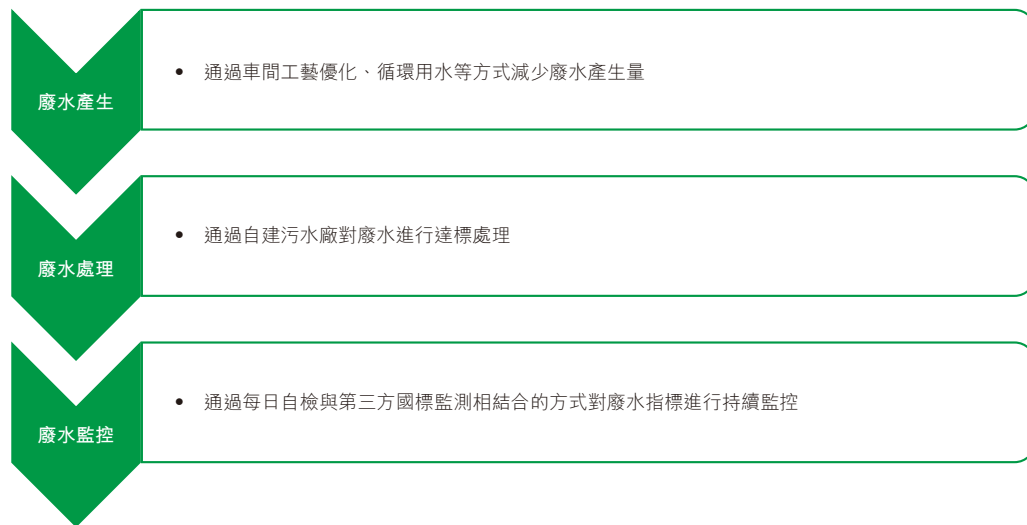 廢水產生
• 通過車間工藝優化、循環用水等方式減少廢水產生量
廢水處理
• 通過自建污水廠對廢水進行達標處理
廢水監控
• 通過每日自檢與第三方國標監測相結合的方式對廢水指標進行持續監控